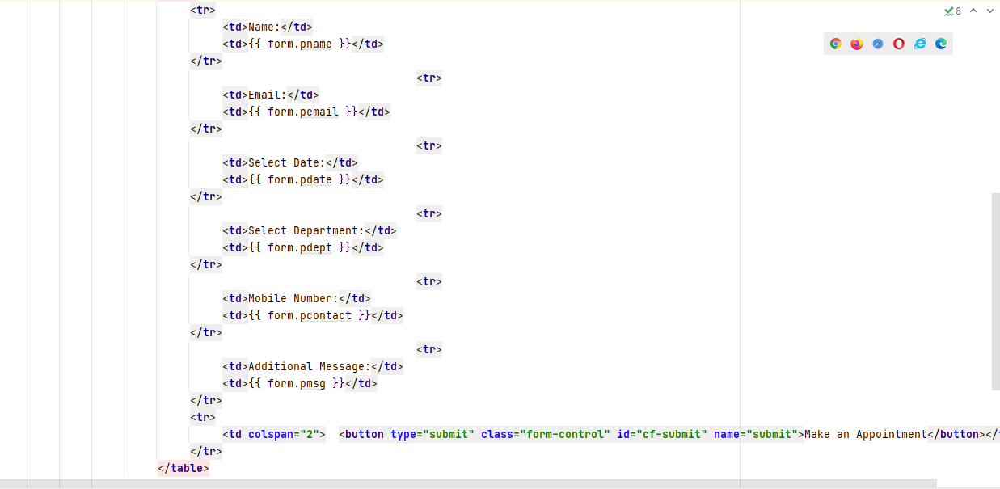 <tr>
8
<td>Name:</td>
<td>{{ form.pname }}</td>
</tr>
<tr>
<td>Email:</td>
<td>{{ form.pemail }}</td>
</tr>
<tr>
<td>Select Date:</td>
<td>{{ form.pdate }}</td>
</tr>
<tr>
<td>Select Department:</td>
<td>{{ form.pdept }}</td>
</tr>
<tr>
<td>Mobile Number:</td>
<td>{{ form.pcontact }}</td>
</tr>
<tr>
<td>Additional Message:</td>
<td>{{ form.pmsg }}</td>
</tr>
<tr>
<td colspan="2">  <button type="submit" class="form-control" id="cf-submit" name="submit">Make an Appointment</button></
</tr>
</table>